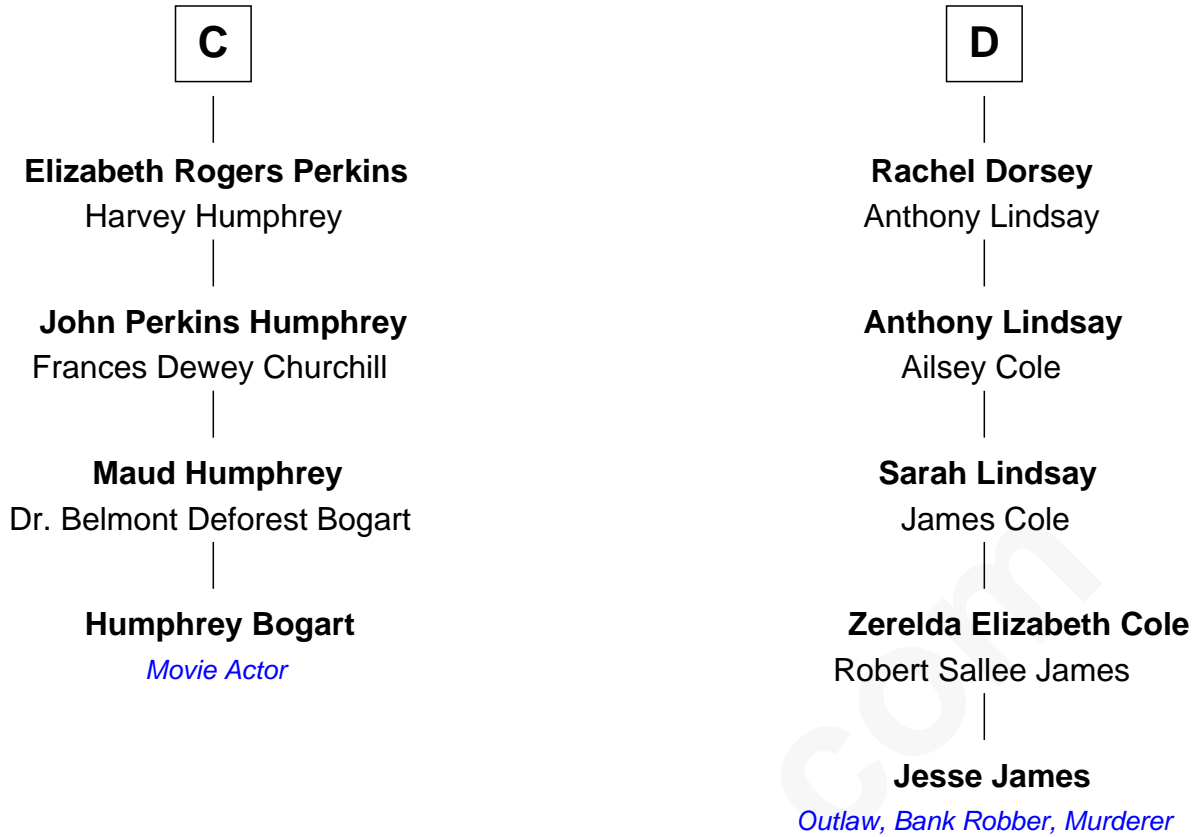 C
Elizabeth Rogers Perkins
Harvey Humphrey
John Perkins Humphrey
Frances Dewey Churchill
Maud Humphrey
Dr. Belmont Deforest Bogart
Humphrey Bogart
Movie Actor
D
Rachel Dorsey
Anthony Lindsay
Anthony Lindsay
Ailsey Cole
Sarah Lindsay
James Cole
Zerelda Elizabeth Cole
Robert Sallee James
Jesse James
Outlaw, Bank Robber, Murderer
com